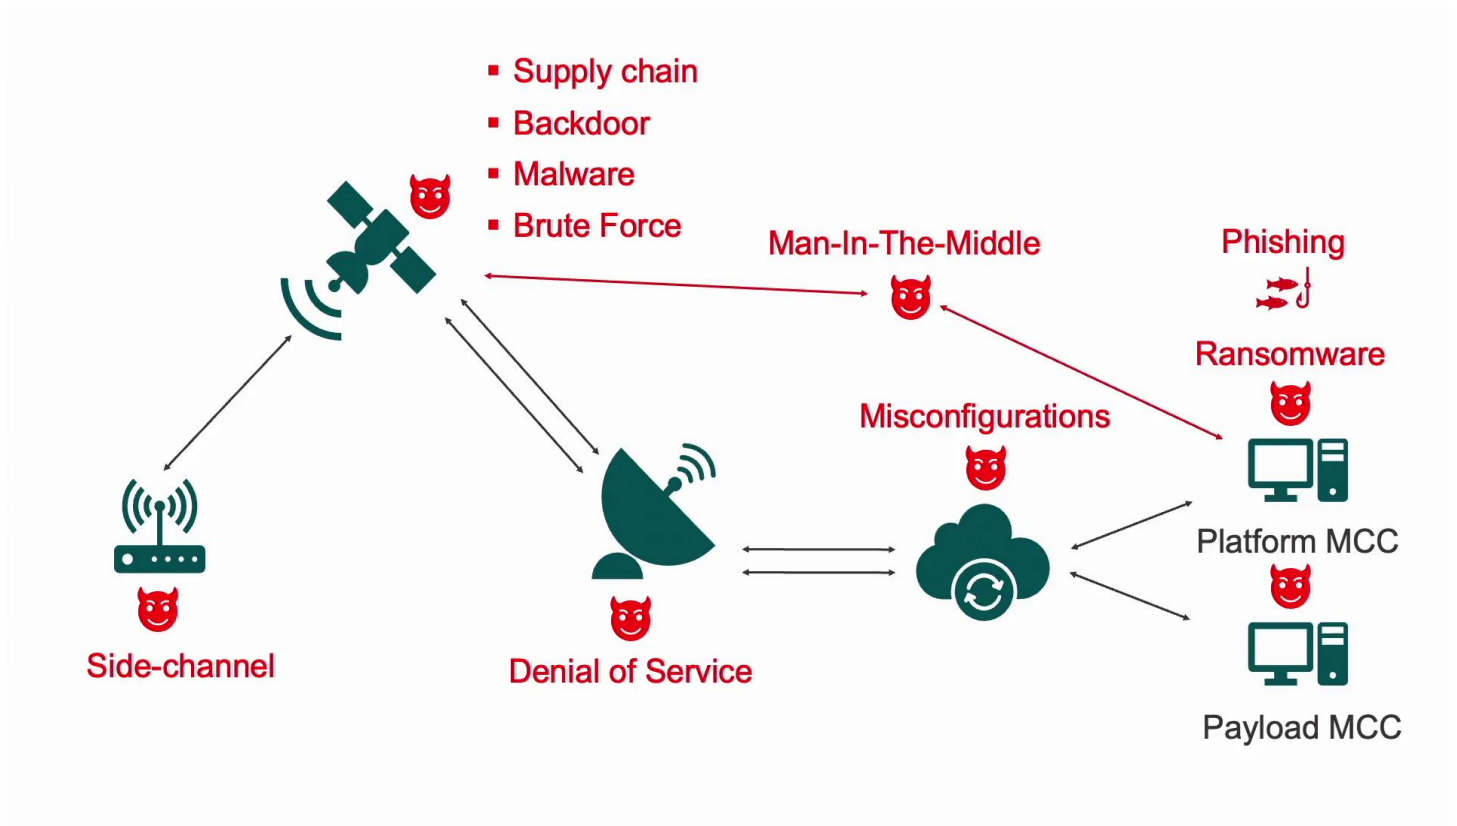 ▪ Supply chain
▪ Backdoor
▪ Malware
▪ Brute Force
Man-In-The-Middle
Phishing
Ransomware
Misconfigurations
Platform MCC
Side-channel
Denial of Service
Payload MCC